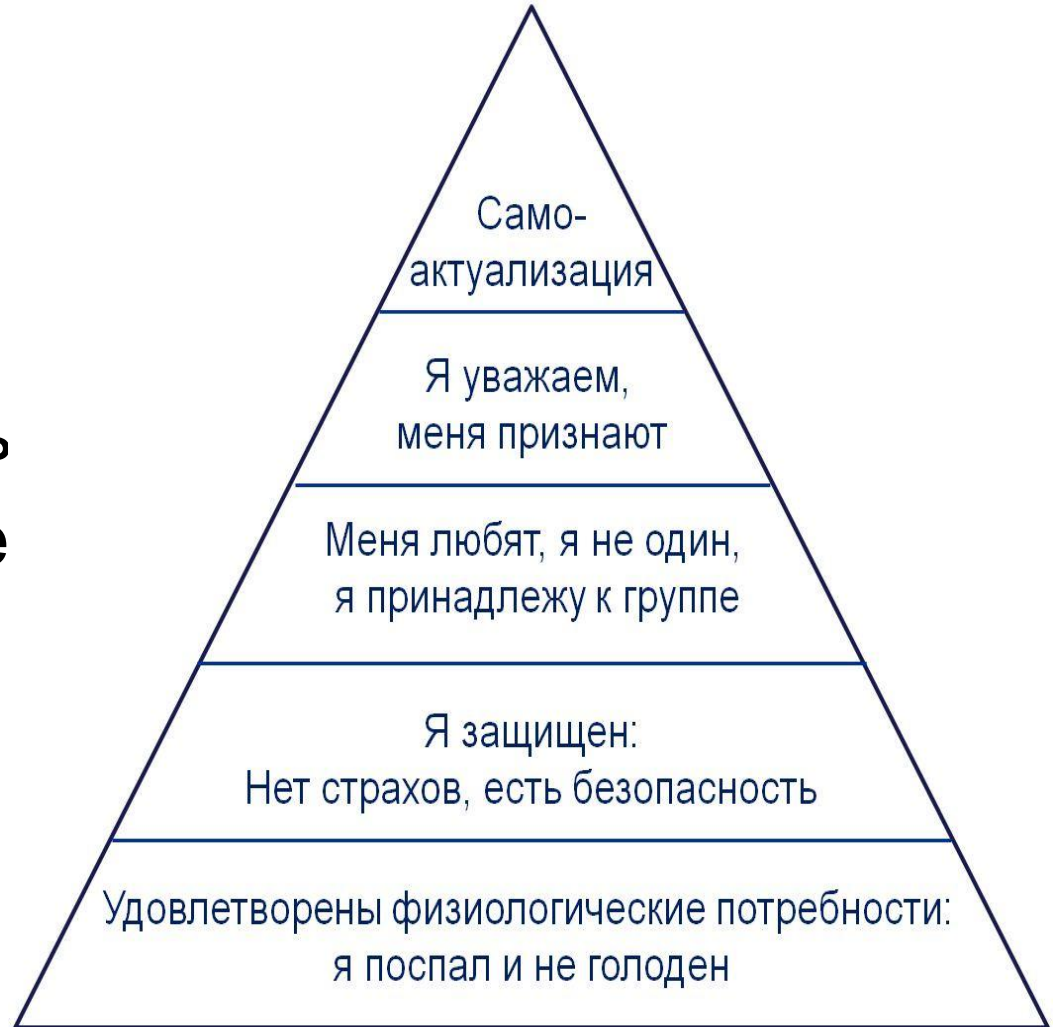 Само-
актуализация
Я уважаем,
меня признают
Меня любят, я не один,
я принадлежу к группе
Я защищен:
Нет страхов, есть безопасность
Удовлетворены физиологические потребности:
я поспал и не голоден